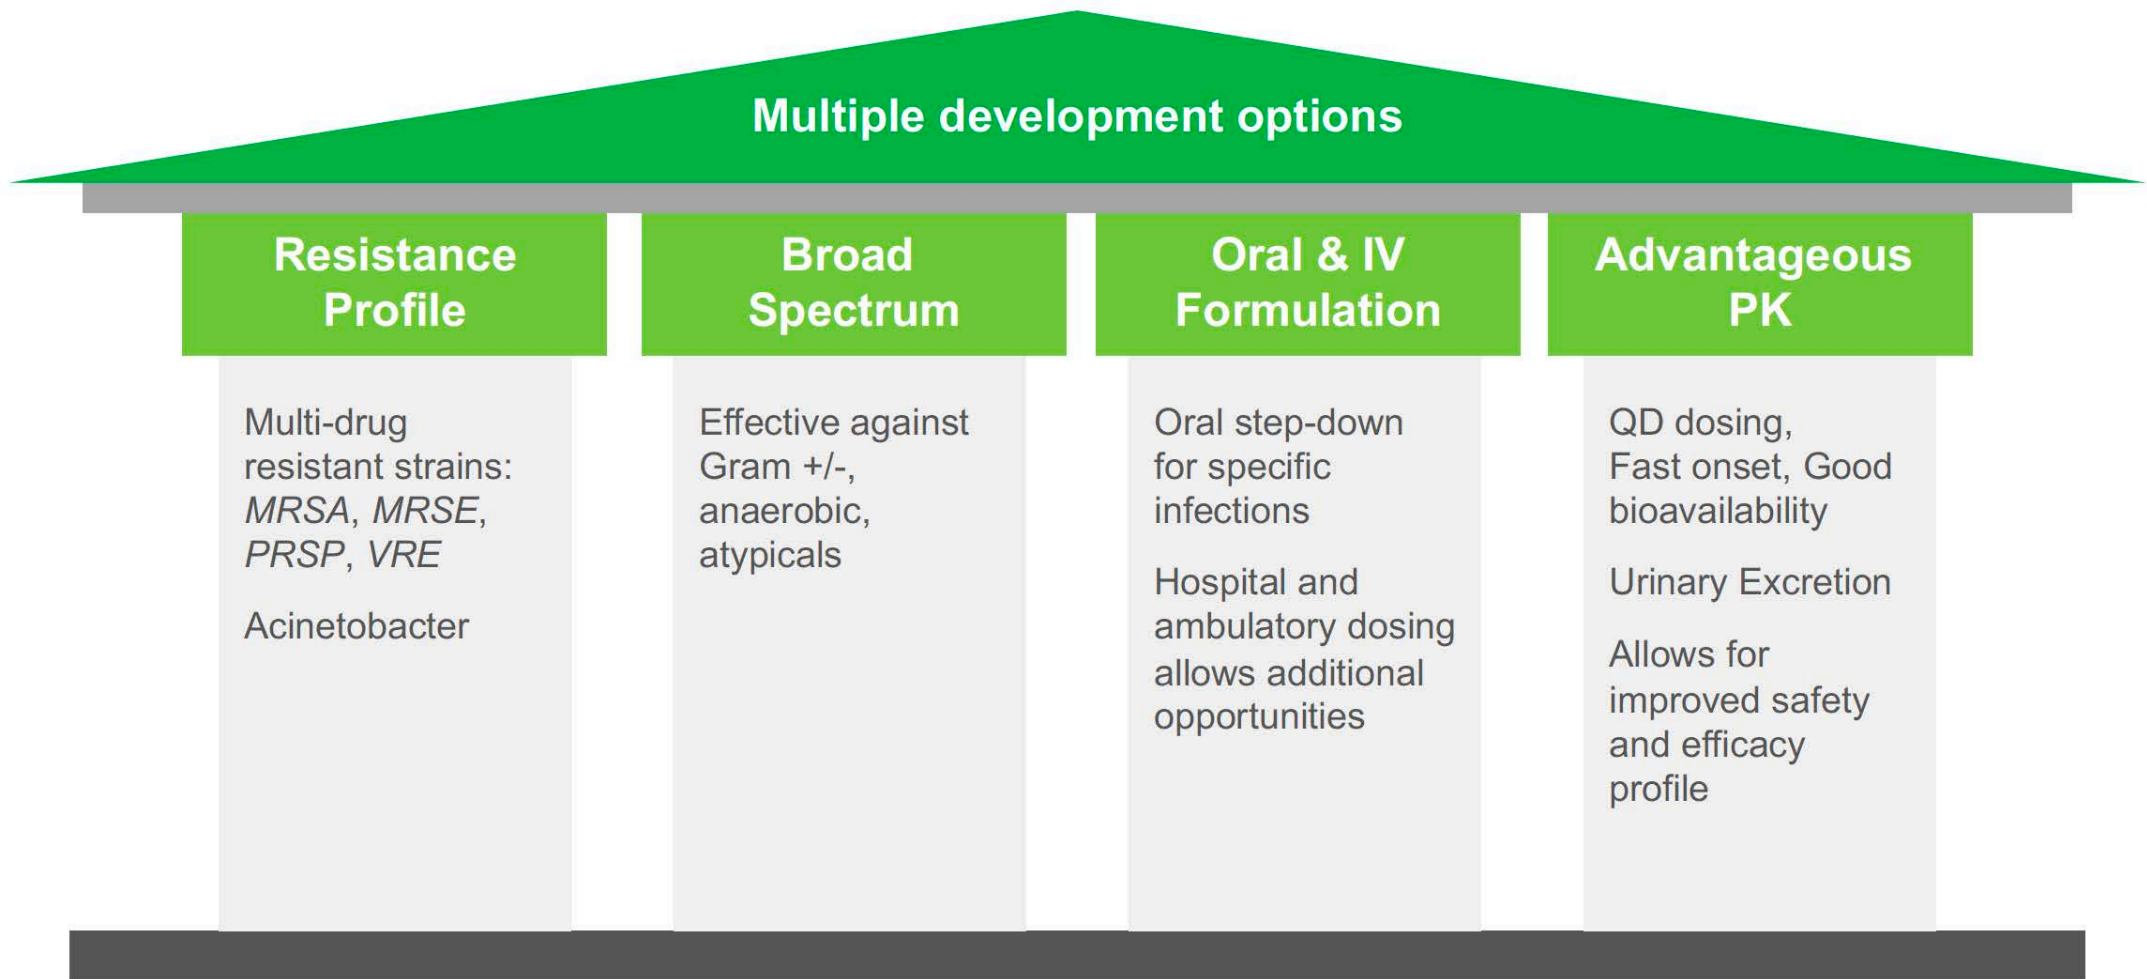 Multiple development options
Resistance
Profile
Broad
Spectrum
Oral & IV
Formulation
Advantageous
PK
Multi-drug
resistant strains:
MRSA, MRSE,
PRSP, VRE
Acinetobacter
Effective against
Gram +/-,
anaerobic,
atypicals
Oral step-down
for specific
infections
Hospital and
ambulatory dosing
allows additional
opportunities
QD dosing,
Fast onset, Good
bioavailability
Urinary Excretion
Allows for
improved safety
and efficacy
profile